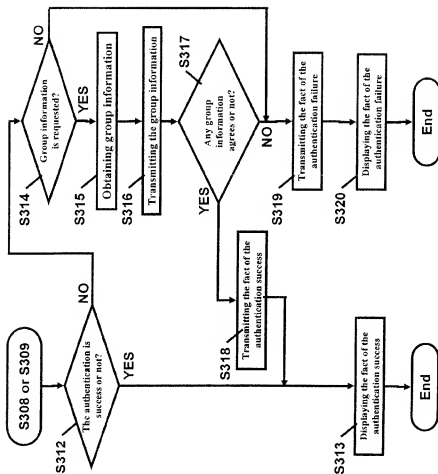 S308 or S309
S312
The authentication is
success or not?
NO
YES
S314
Group information
is requested?
NO
YES
S315
Obtaining group information
S316
Transmitting the group information
S317
Any group
information
agrees or not?
YES
NO
S318
Transmitting the fact of the
authentication success
S313
Displaying the fact of the
authentication success
End
S319
Transmitting the fact of the
authentication failure
S320
Displaying the fact of the
authentication failure
End